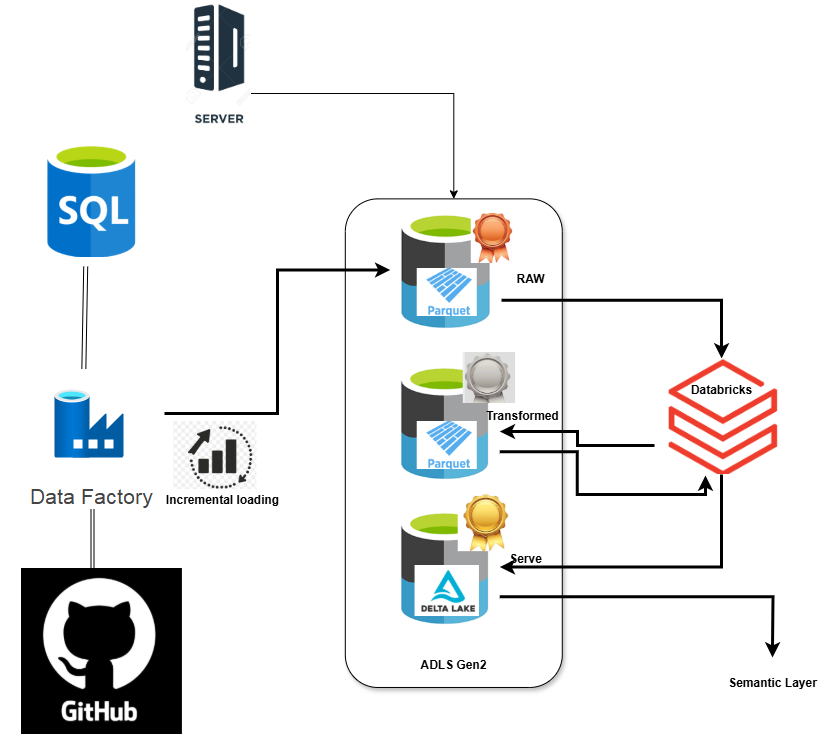 SERVER
SQL
Parquet
RAW
Databricks
Transformed
Parquet
Data Factory
Incremental loading
Serve
DELTA LAKE
ADLS Gen2
Semantic Layer
GitHub